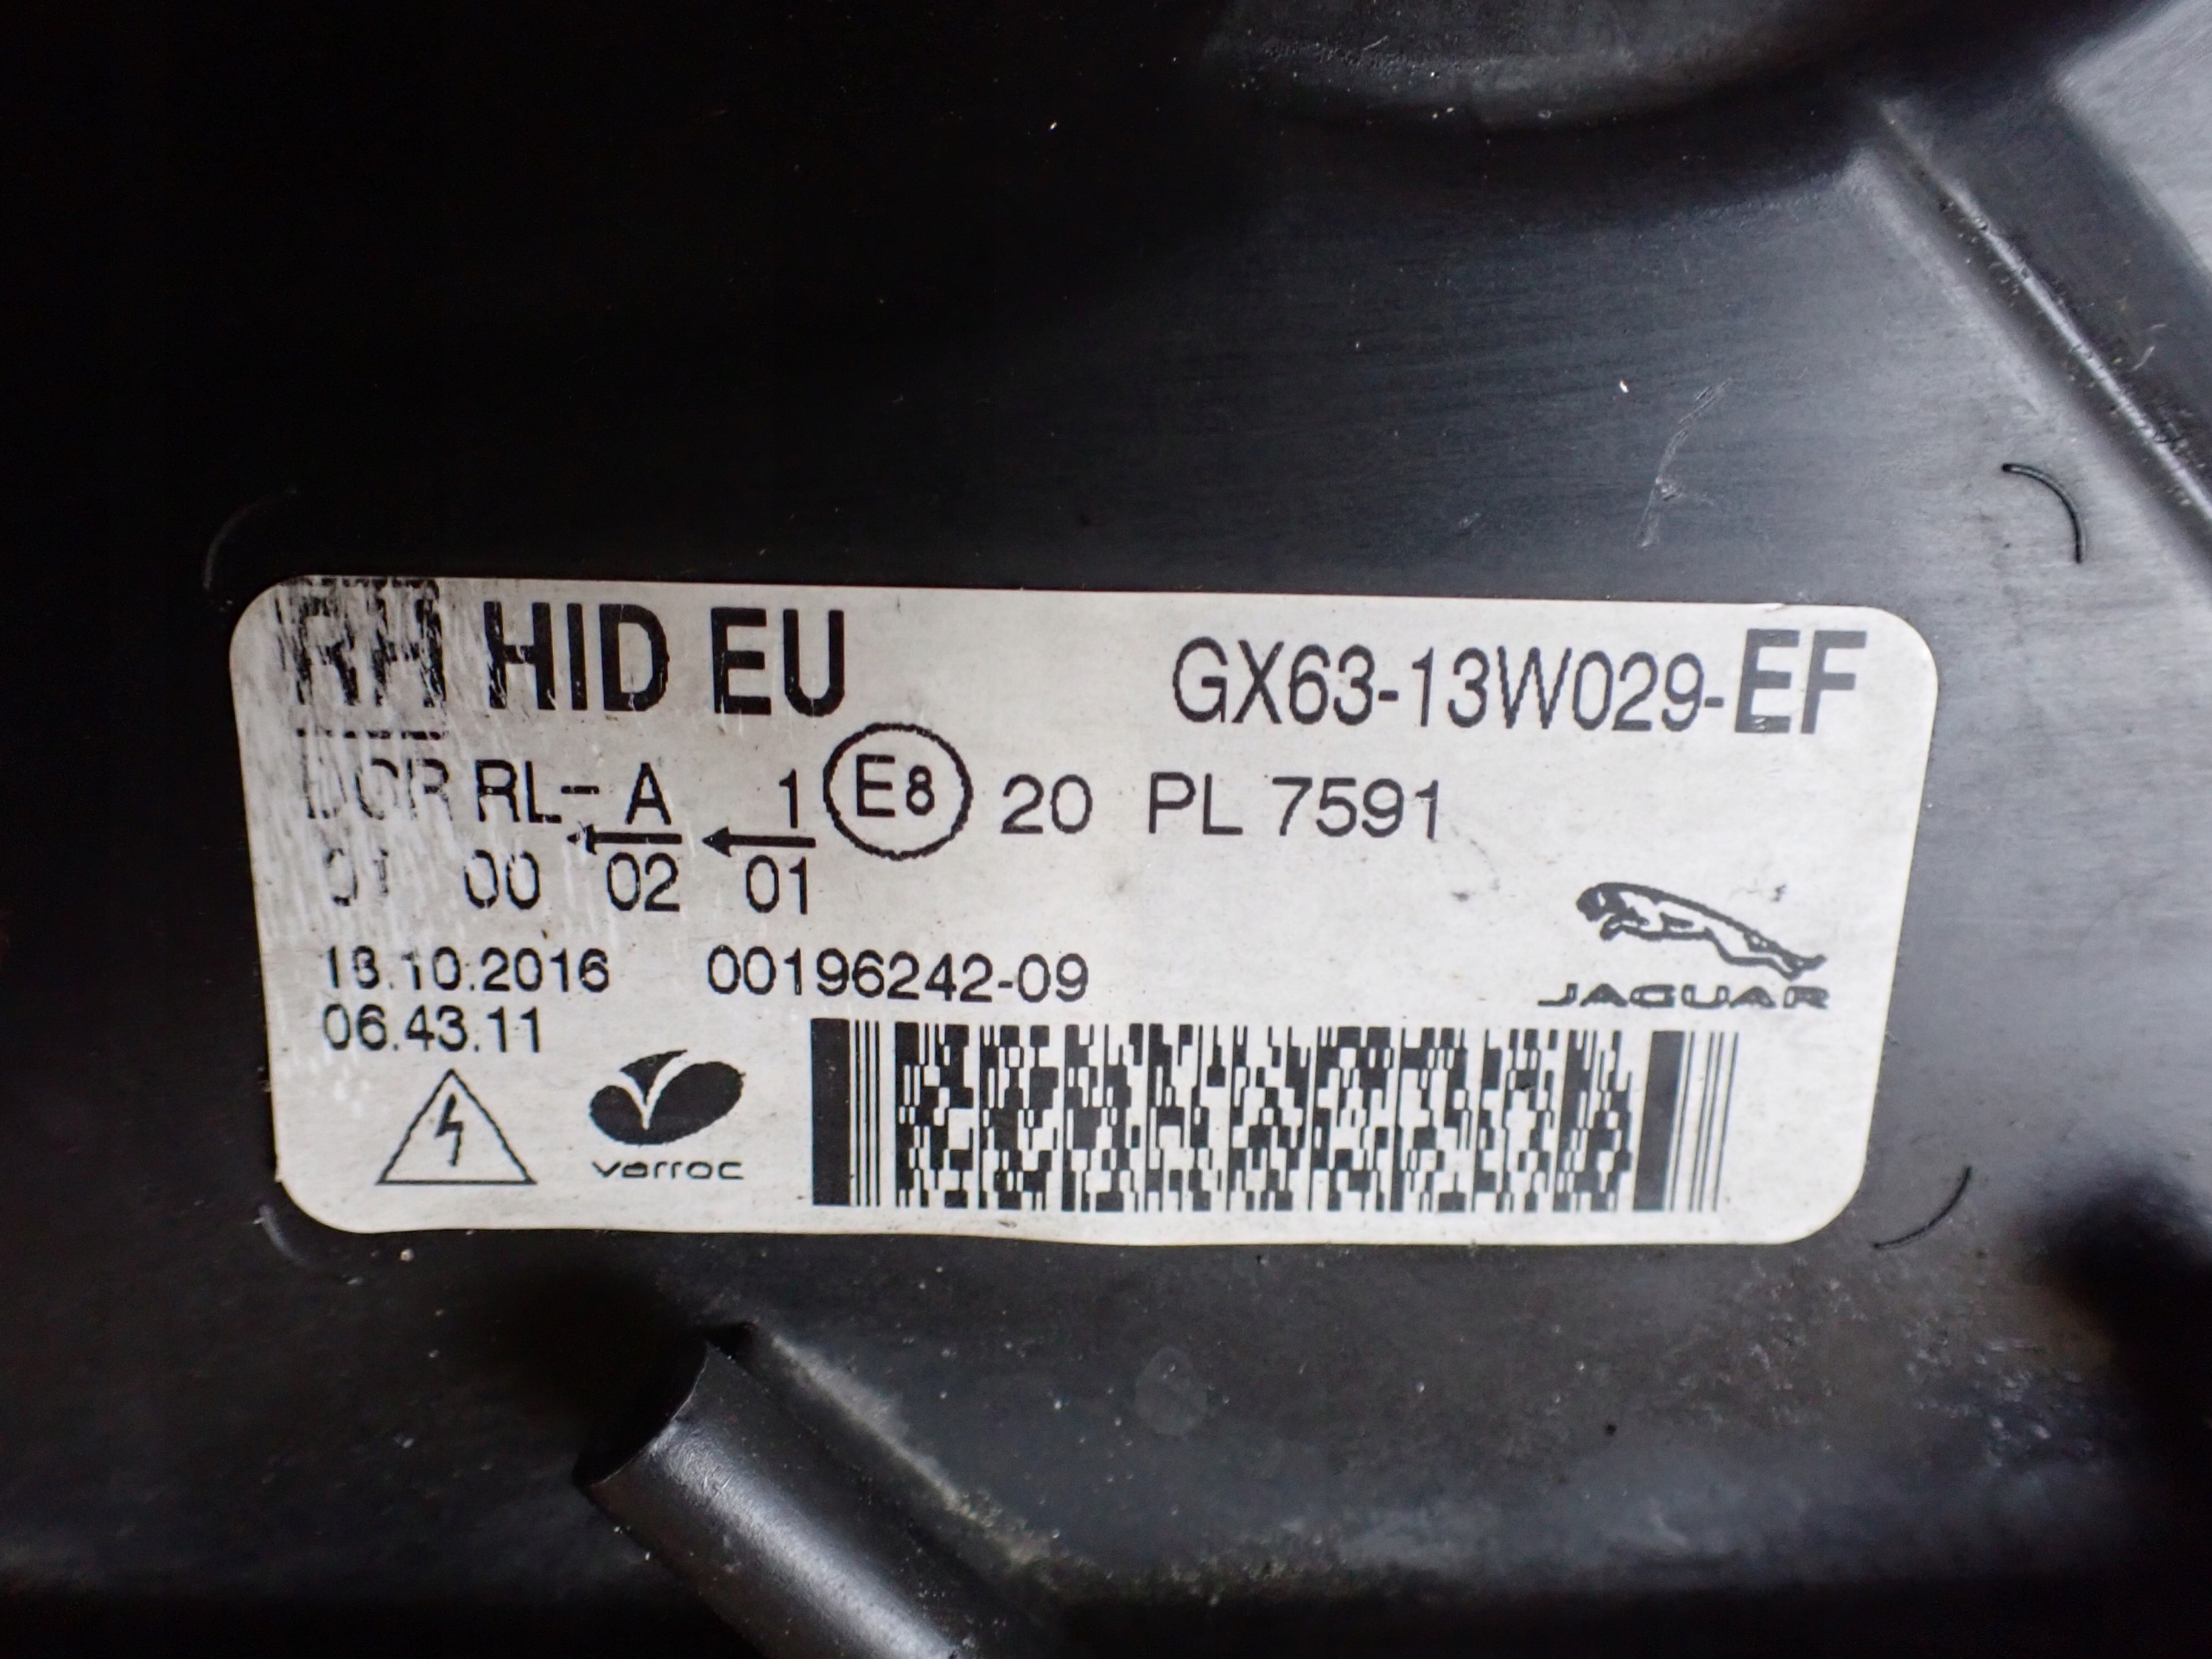 RH HID EU GX63-13W029-EF
DCR RL- A 1 E8 20 PL 7591
01 00 02 01
18.10.2016 00196242-09
06.43.11
JAGUAR
varroc